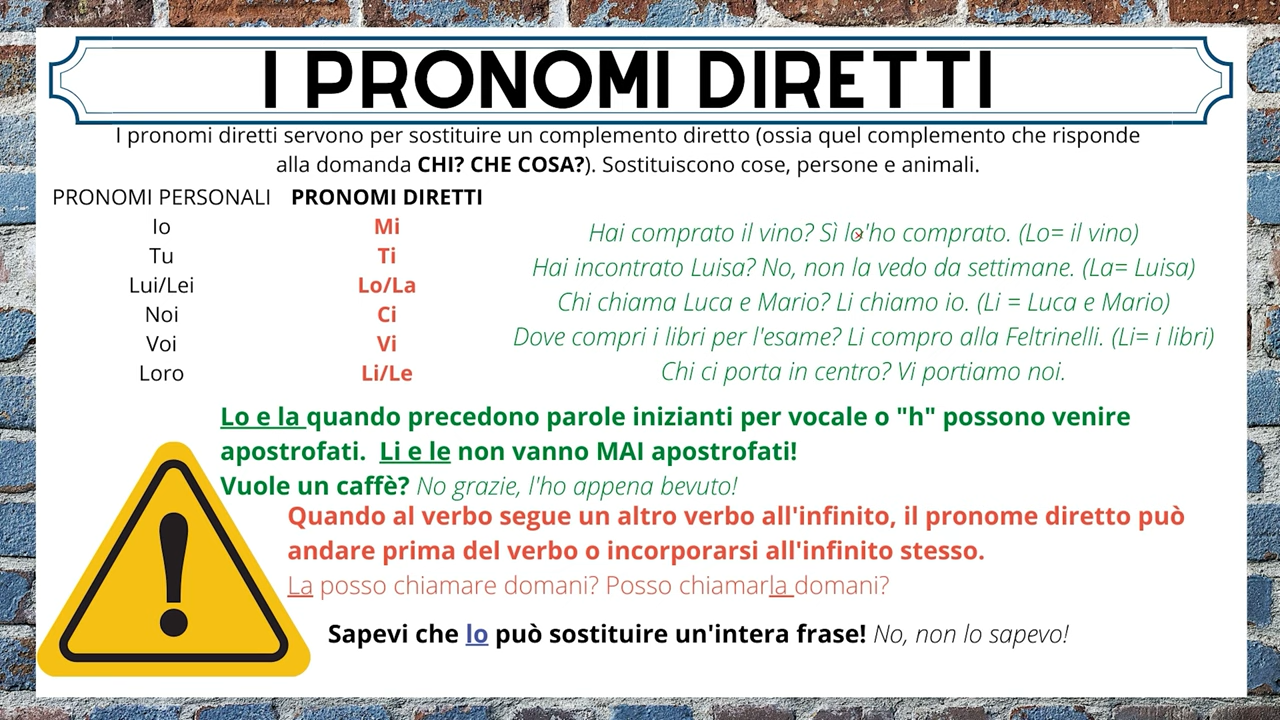 I PRONOMI DIRETTI
I pronomi diretti servono per sostituire un complemento diretto (ossia quel complemento che risponde
alla domanda CHI? CHE COSA?). Sostituiscono cose, persone e animali.
PRONOMI PERSONALI PRONOMI DIRETTI
Io Mi
Tu Ti
Lui/Lei Lo/La
Noi Ci
Voi Vi
Loro Li/Le
Hai comprato il vino? Sì lo'ho comprato. (Lo= il vino)
Hai incontrato Luisa? No, non la vedo da settimane. (La= Luisa)
Chi chiama Luca e Mario? Li chiamo io. (Li = Luca e Mario)
Dove compri i libri per l'esame? Li compro alla Feltrinelli. (Li= i libri)
Chi ci porta in centro? Vi portiamo noi.
Lo e la quando precedono parole inizianti per vocale o "h" possono venire
apostrofati. Li e le non vanno MAI apostrofati!
Vuole un caffè? No grazie, l'ho appena bevuto!
Quando al verbo segue un altro verbo all'infinito, il pronome diretto può
andare prima del verbo o incorporarsi all'infinito stesso.
La posso chiamare domani? Posso chiamarla domani?
Sapevi che lo può sostituire un'intera frase! No, non lo sapevo!